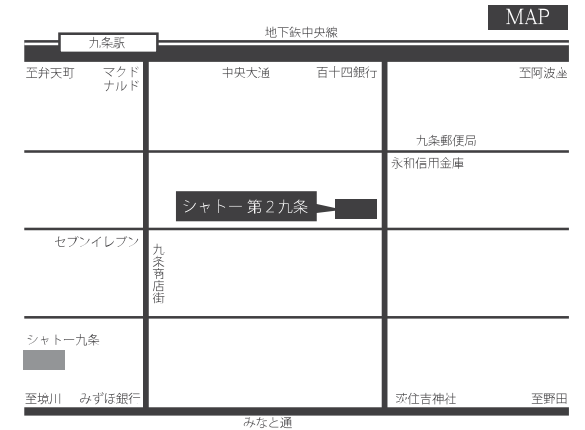 MAP
地下鉄中央線
九条駅
至弁天町
マクド
ナルド
中央大通
百十四銀行
至阿波座
九条郵便局
永和信用金庫
シャトー 第２九条
セブンイレブン
九条商店街
シャトー九条
至境川
みずほ銀行
茨住吉神社
至野田
みなと通